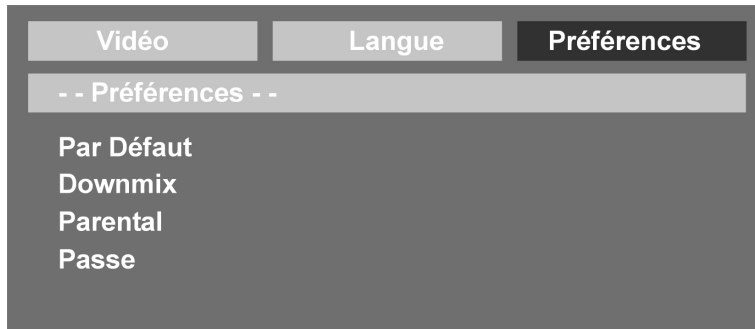 Vidéo Langue Préférences
- - Préférences - -
Par Défaut
Downmix
Parental
Passe